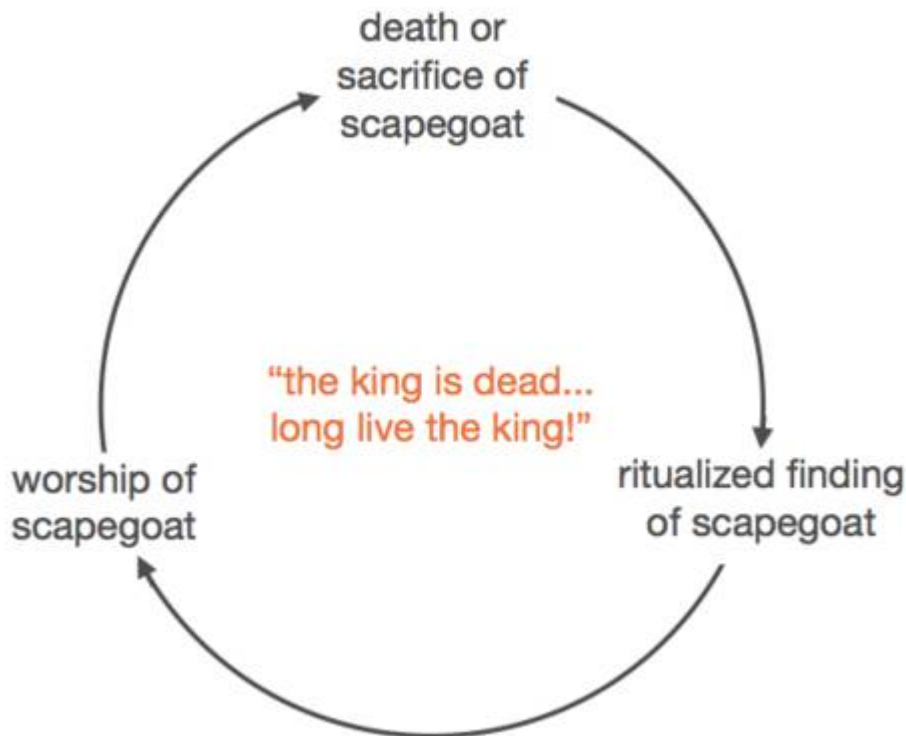 death or
sacrifice of
scapegoat
“the king is dead...
long live the king!”
ritualized finding
of scapegoat
worship of
scapegoat